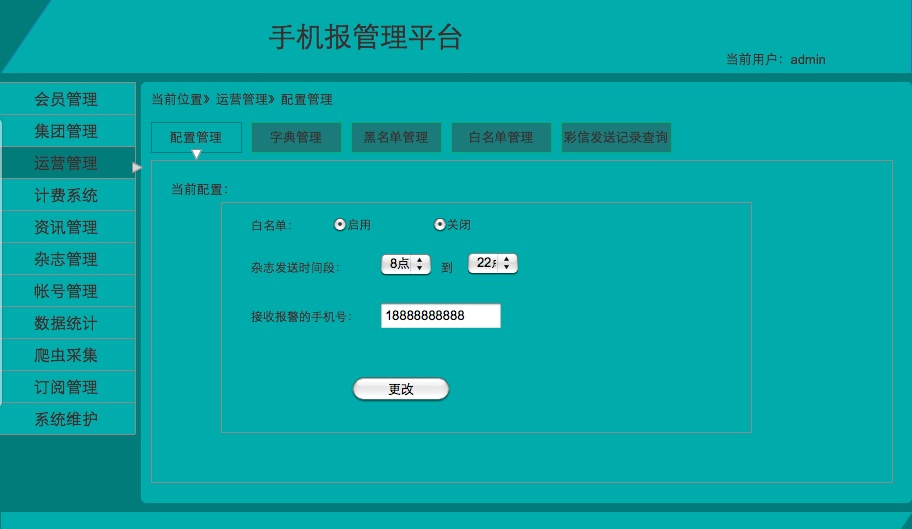 手机报管理平台
当前用户：admin
会员管理
集团管理
运营管理
计费系统
资讯管理
杂志管理
帐号管理
数据统计
爬虫采集
订阅管理
系统维护
当前位置》运营管理》配置管理
配置管理 字典管理 黑名单管理 白名单管理 彩信发送记录查询
当前配置：
白名单： 启用 关闭
杂志发送时间段： 8点 到 22点
接收报警的手机号： 18888888888
更改